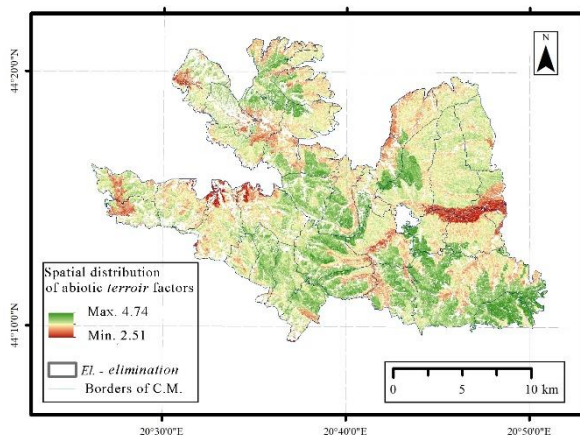 N
44°20'0"N
44°10'0"N
Spatial distribution
of abiotic terroir factors
Max. 4.74
Min. 2.51
El. - elimination
Borders of C.M.
0 5 10 km
20°30'0"E 20°40'0"E 20°50'0"E